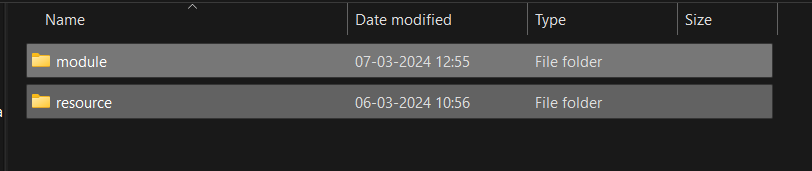 Name Date modified Type Size
module 07-03-2024 12:55 File folder
resource 06-03-2024 10:56 File folder